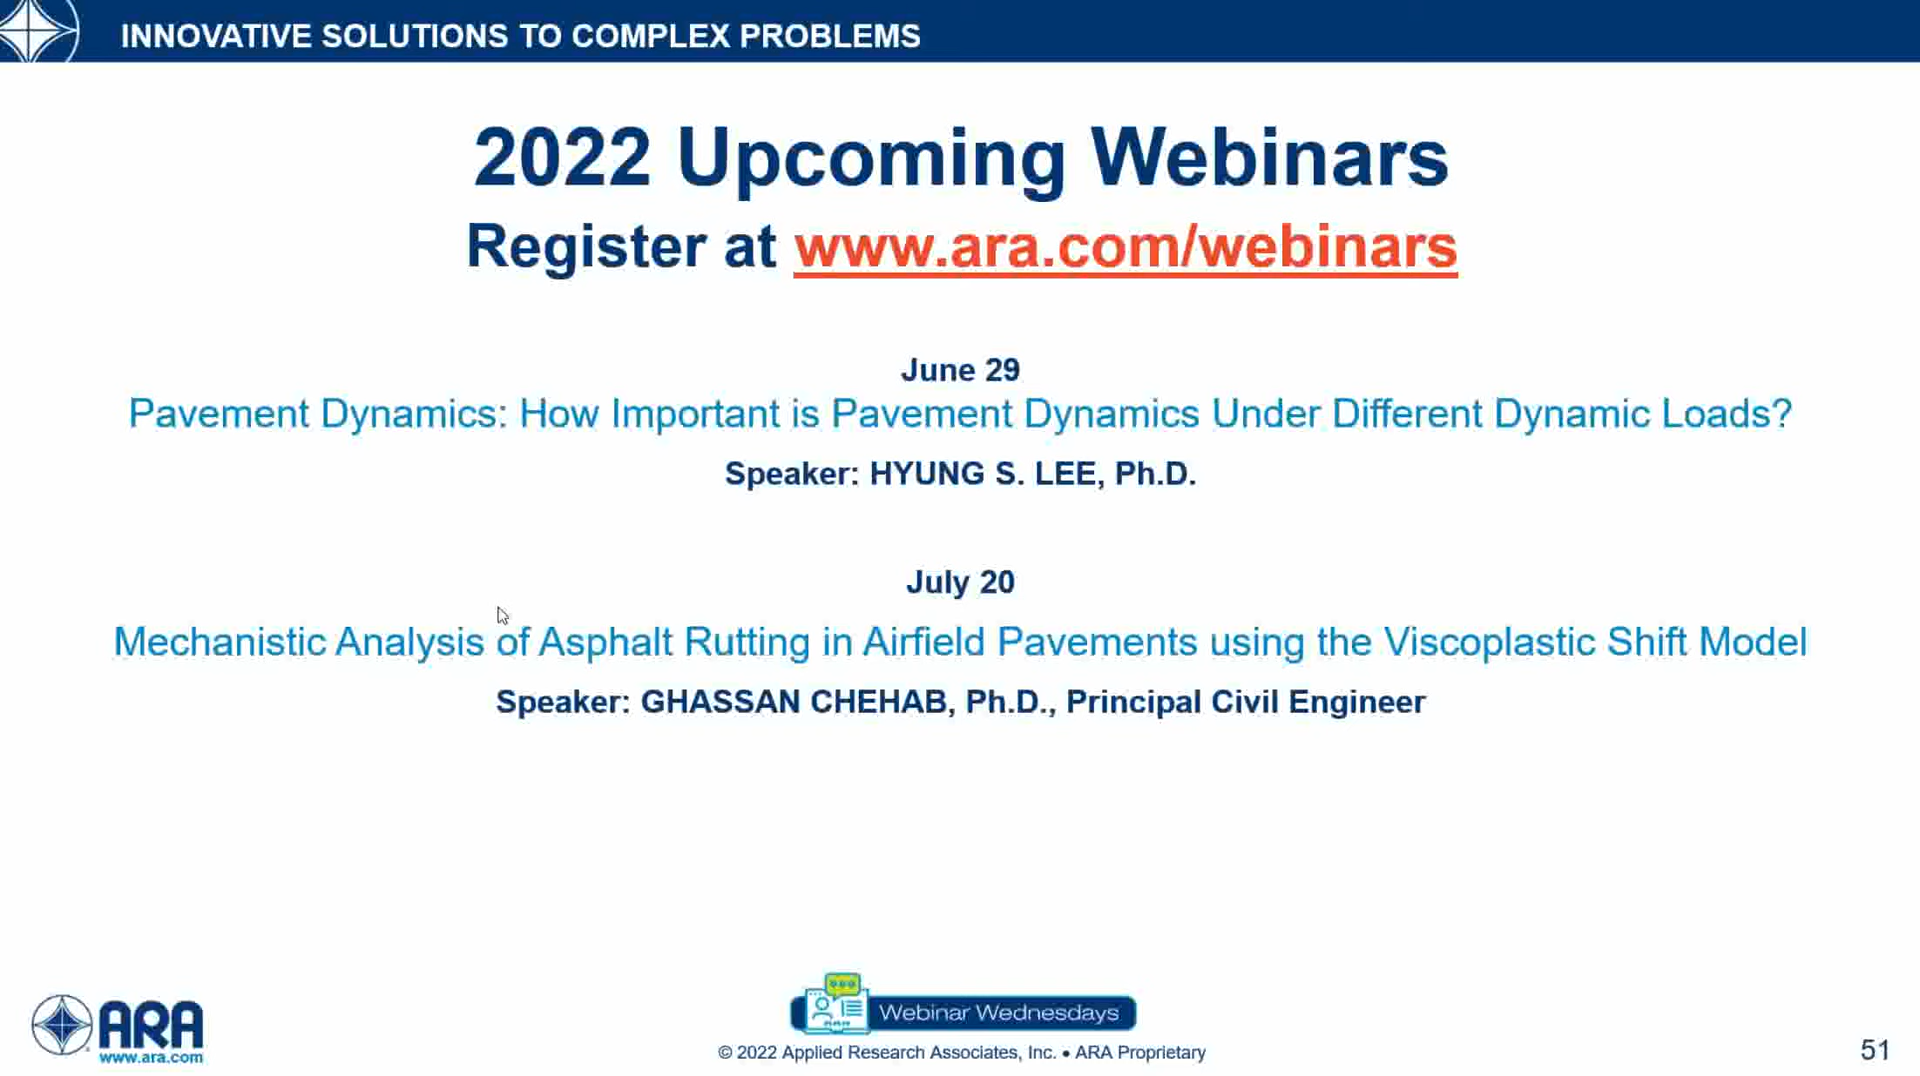 INNOVATIVE SOLUTIONS TO COMPLEX PROBLEMS
2022 Upcoming Webinars
Register at www.ara.com/webinars
June 29
Pavement Dynamics: How Important is Pavement Dynamics Under Different Dynamic Loads?
Speaker: HYUNG S. LEE, Ph.D.
July 20
Mechanistic Analysis of Asphalt Rutting in Airfield Pavements using the Viscoplastic Shift Model
Speaker: GHASSAN CHEHAB, Ph.D., Principal Civil Engineer
ARA
www.ara.com
Webinar Wednesdays
© 2022 Applied Research Associates, Inc. • ARA Proprietary
51